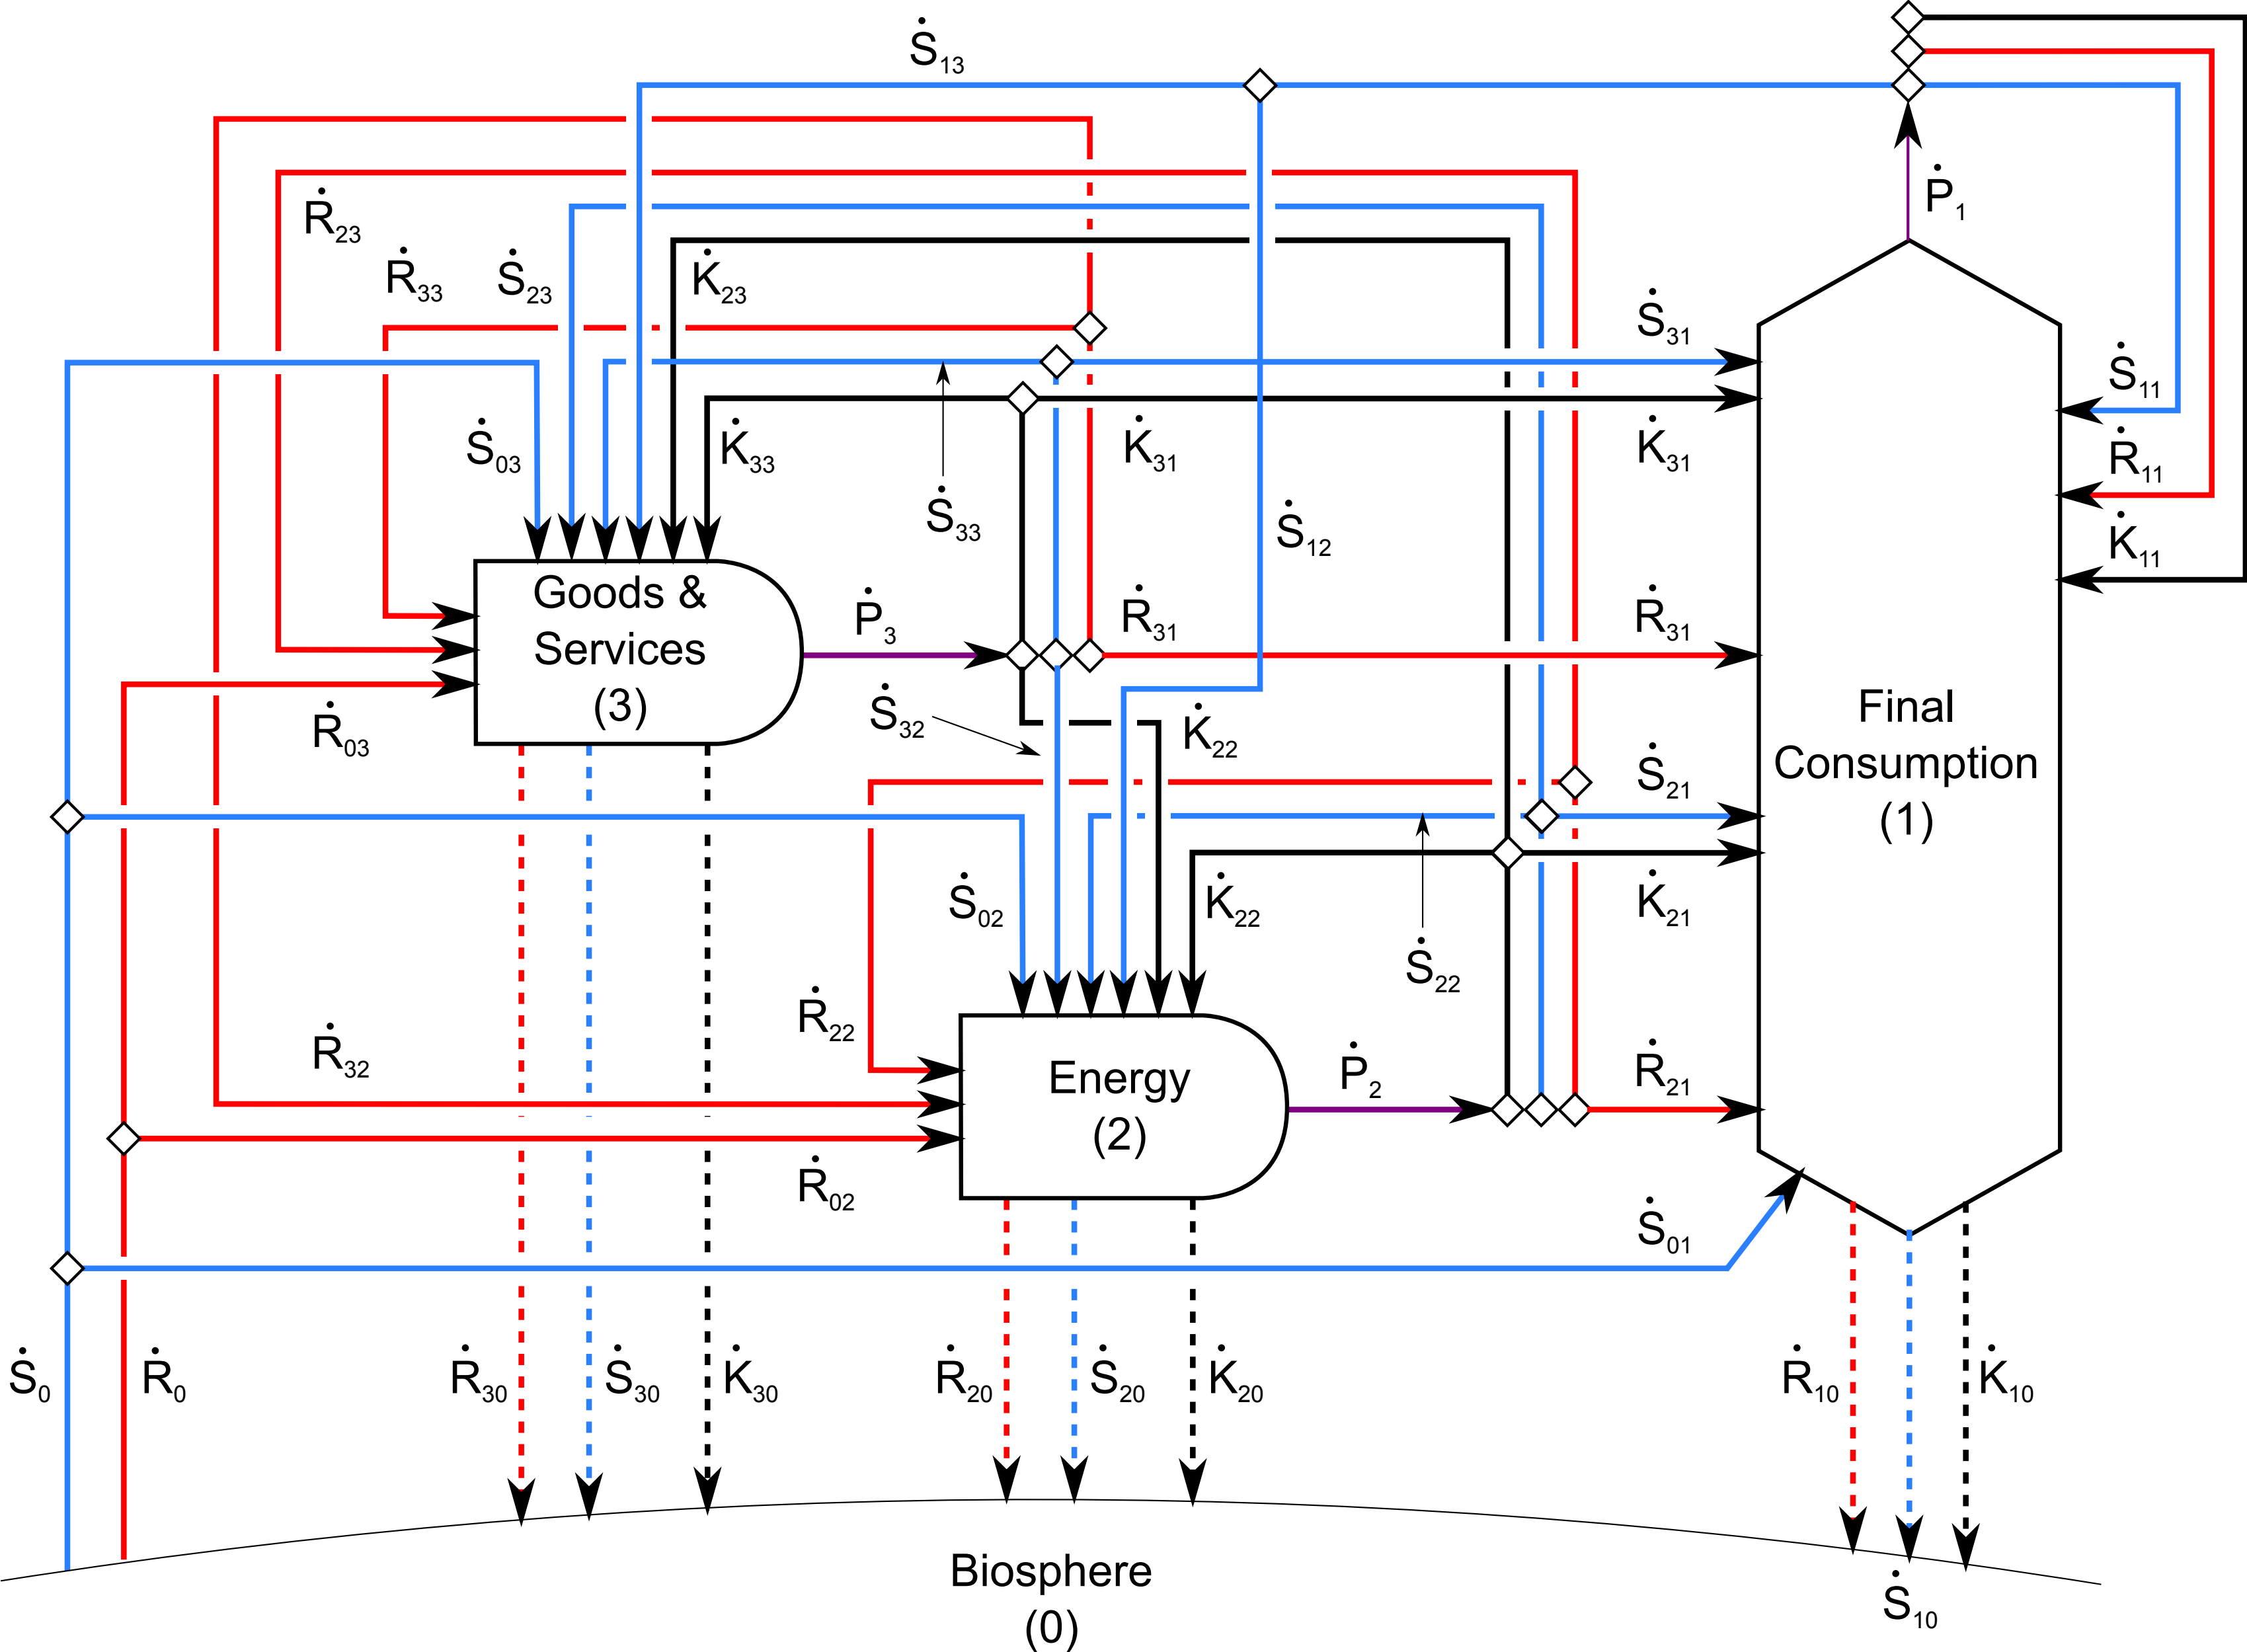 Ṡ13
Ṗ1
Ṙ23
Ṙ33
Ṡ23
K̇23
Ṡ31
Ṡ11
Ṡ03
K̇33
K̇31
K̇31
Ṙ11
Ṡ33
Ṡ12
K̇11
Goods &
Services
(3)
Ṗ3
Ṙ31
Ṙ31
Ṙ03
Ṡ32
K̇22
Ṡ21
Final
Consumption
(1)
Ṡ02
K̇22
K̇21
Ṡ22
Ṙ22
Ṙ32
Energy
(2)
Ṗ2
Ṙ21
Ṙ02
Ṡ01
Ṡ0
Ṙ0
Ṙ30
Ṡ30
K̇30
Ṙ20
Ṡ20
K̇20
Ṙ10
K̇10
Biosphere
(0)
Ṡ10